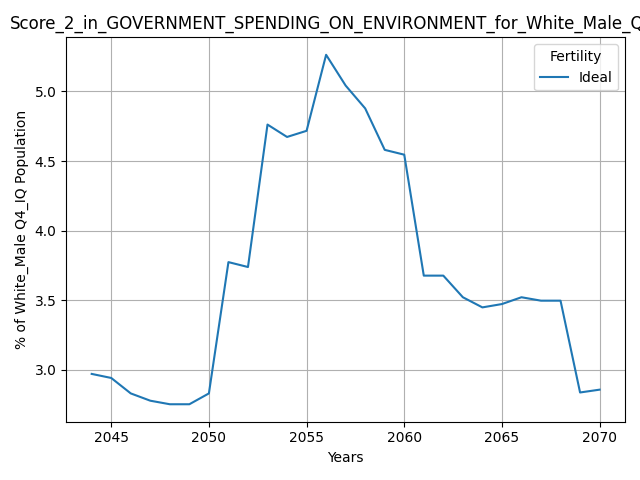 Score_2_in_GOVERNMENT_SPENDING_ON_ENVIRONMENT_for_White_Male_Q
Fertility
Ideal
% of White_Male Q4_IQ Population
5.0
4.5
4.0
3.5
3.0
2045 2050 2055 2060 2065 2070
Years